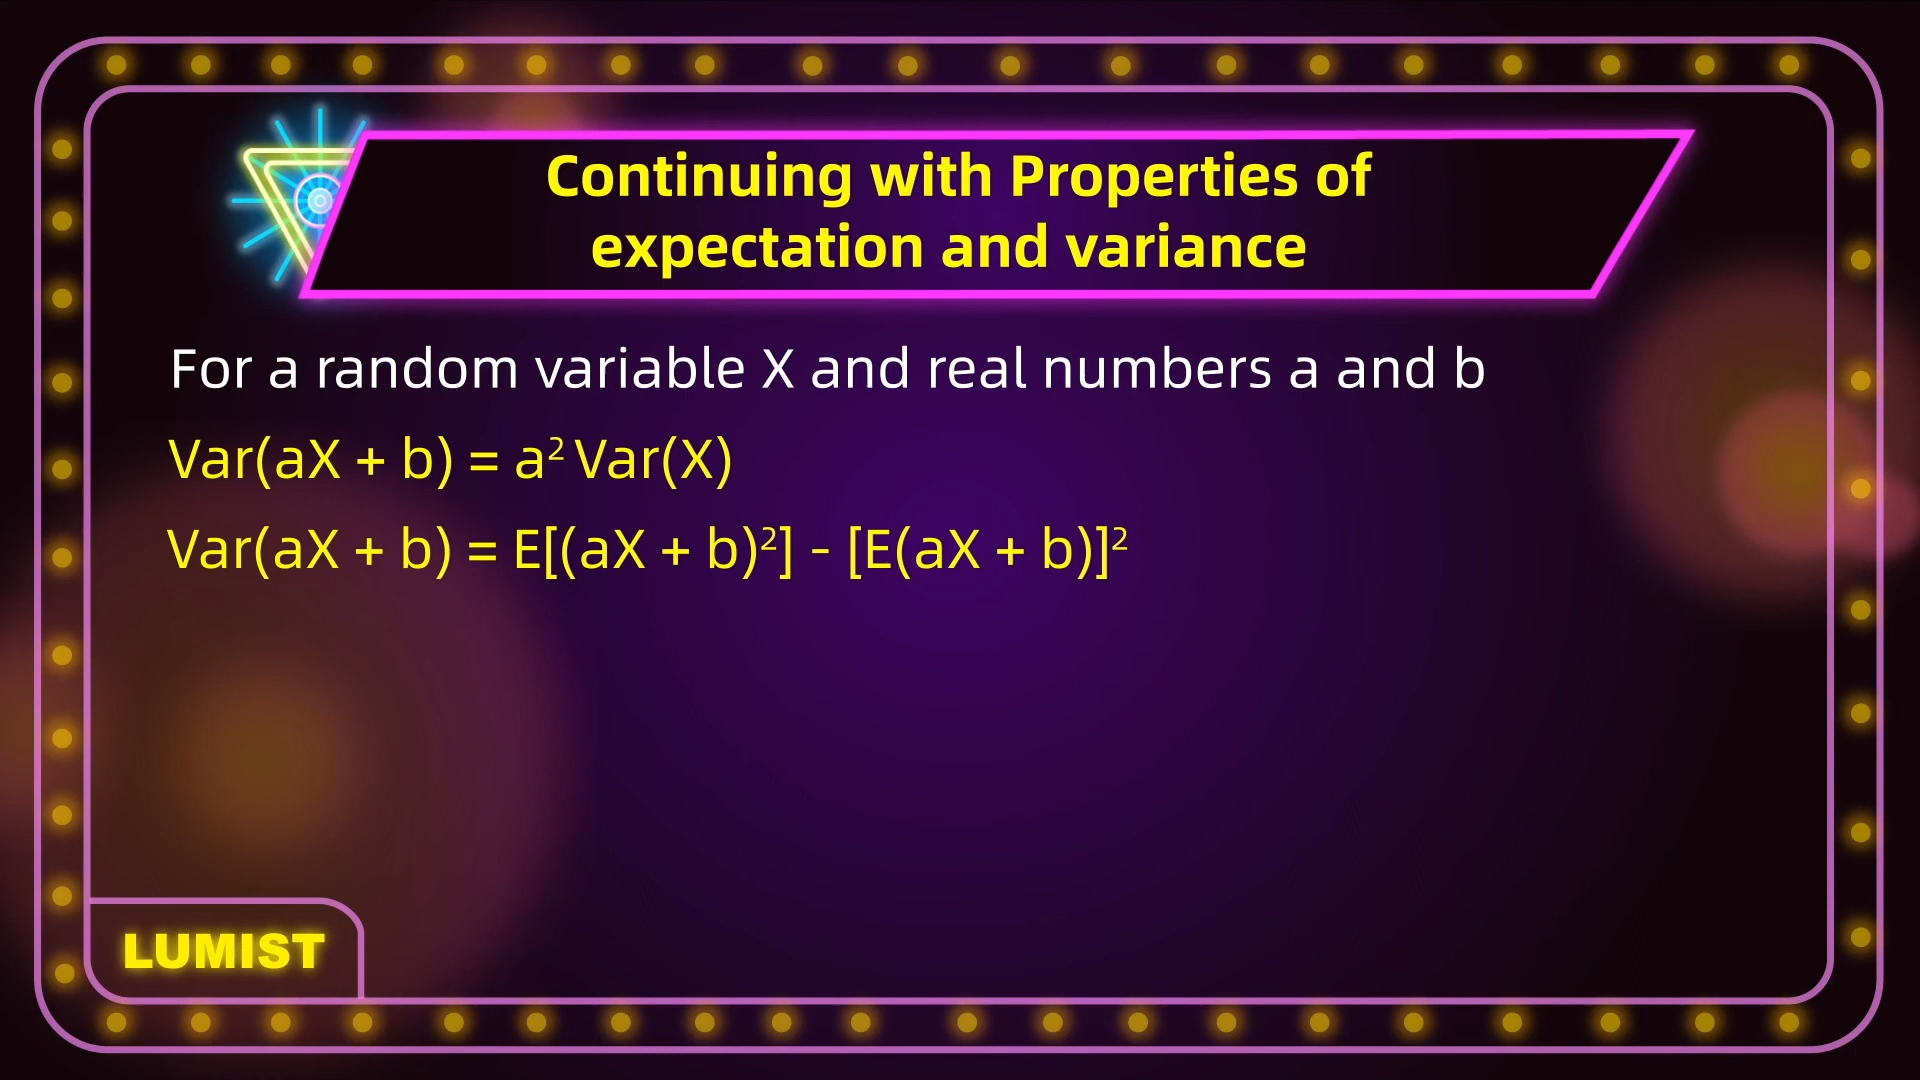 Continuing with Properties of
expectation and variance
For a random variable X and real numbers a and b
Var(aX + b) = a² Var(X)
Var(aX + b) = E[(aX + b)²] - [E(aX + b)]²
LUMIST